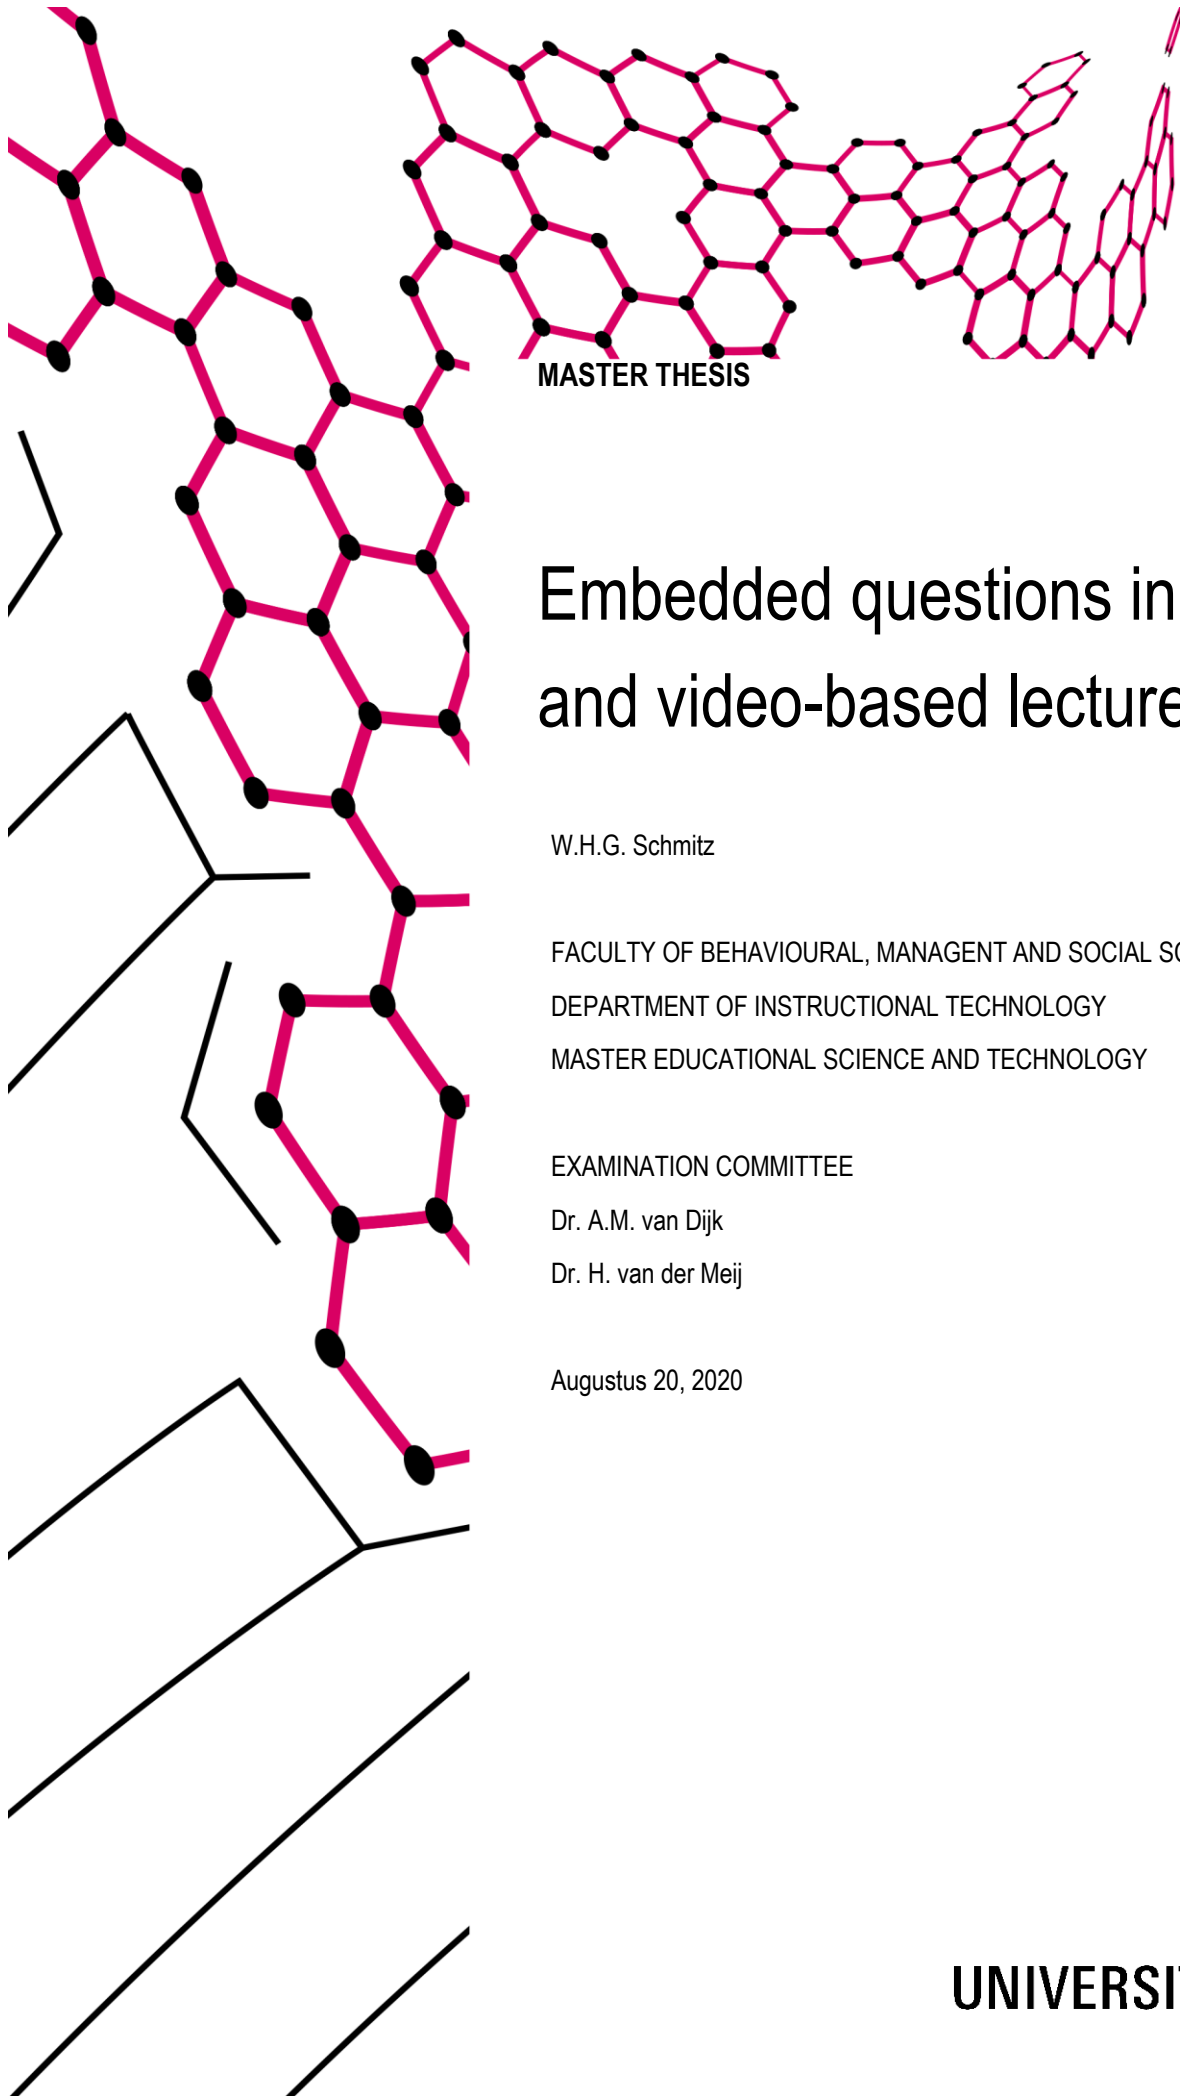 MASTER THESIS
Embedded questions in
and video-based lecture
W.H.G. Schmitz
FACULTY OF BEHAVIOURAL, MANAGENT AND SOCIAL SC
DEPARTMENT OF INSTRUCTIONAL TECHNOLOGY
MASTER EDUCATIONAL SCIENCE AND TECHNOLOGY
EXAMINATION COMMITTEE
Dr. A.M. van Dijk
Dr. H. van der Meij
Augustus 20, 2020
UNIVERSI